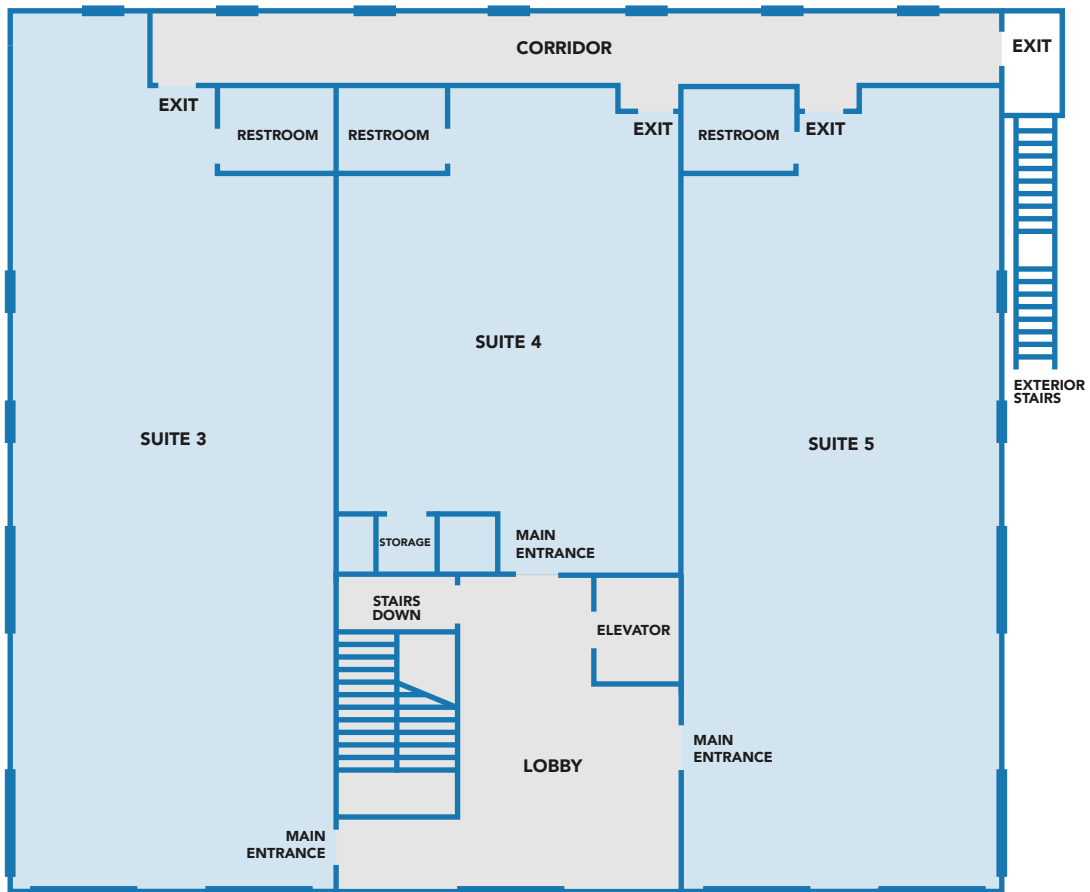 CORRIDOR
EXIT
EXIT
EXIT
EXIT
RESTROOM
RESTROOM
RESTROOM
SUITE 4
EXTERIOR
STAIRS
SUITE 3
SUITE 5
STORAGE
MAIN
ENTRANCE
STAIRS
DOWN
ELEVATOR
MAIN
ENTRANCE
LOBBY
MAIN
ENTRANCE